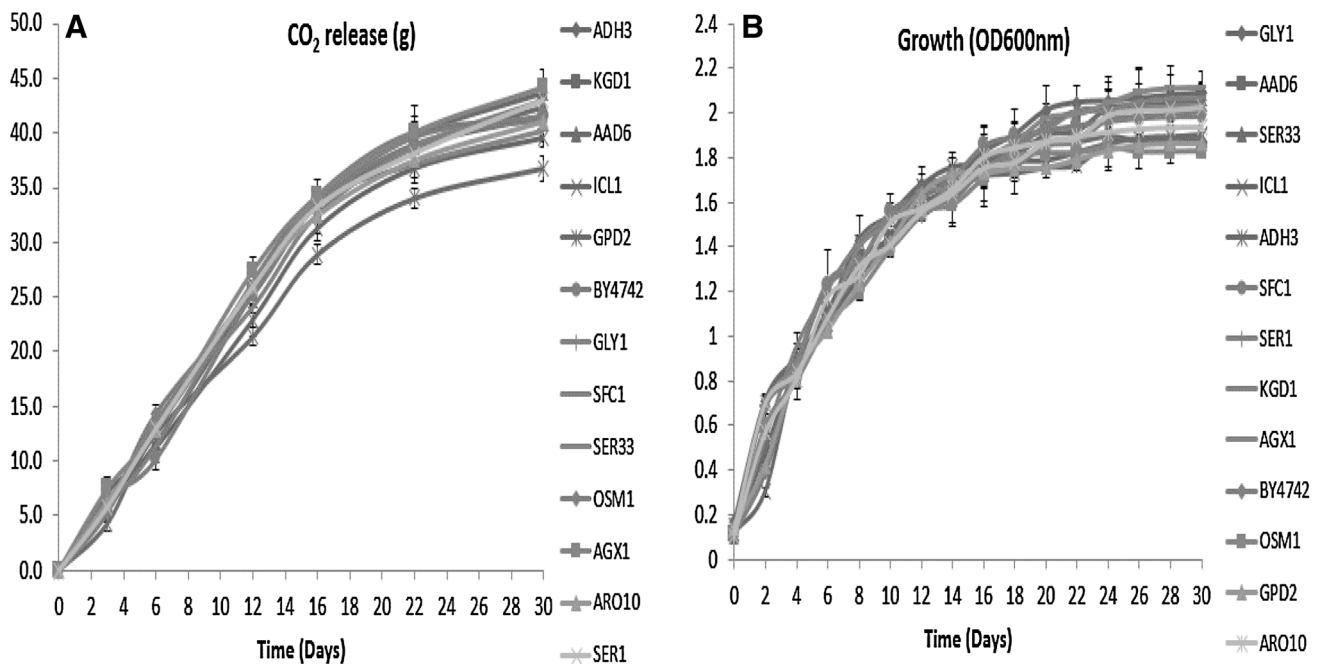 A
CO₂ release (g)
50.0
45.0
40.0
35.0
30.0
25.0
20.0
15.0
10.0
5.0
0.0
0 2 4 6 8 10 12 14 16 18 20 22 24 26 28 30
Time (Days)
ADH3
KGD1
AAD6
ICL1
GPD2
BY4742
GLY1
SFC1
SER33
OSM1
AGX1
ARO10
SER1
B
Growth (OD600nm)
2.4
2.2
2
1.8
1.6
1.4
1.2
1
0.8
0.6
0.4
0.2
0
0 2 4 6 8 10 12 14 16 18 20 22 24 26 28 30
Time (Days)
GLY1
AAD6
SER33
ICL1
ADH3
SFC1
SER1
KGD1
AGX1
BY4742
OSM1
GPD2
ARO10